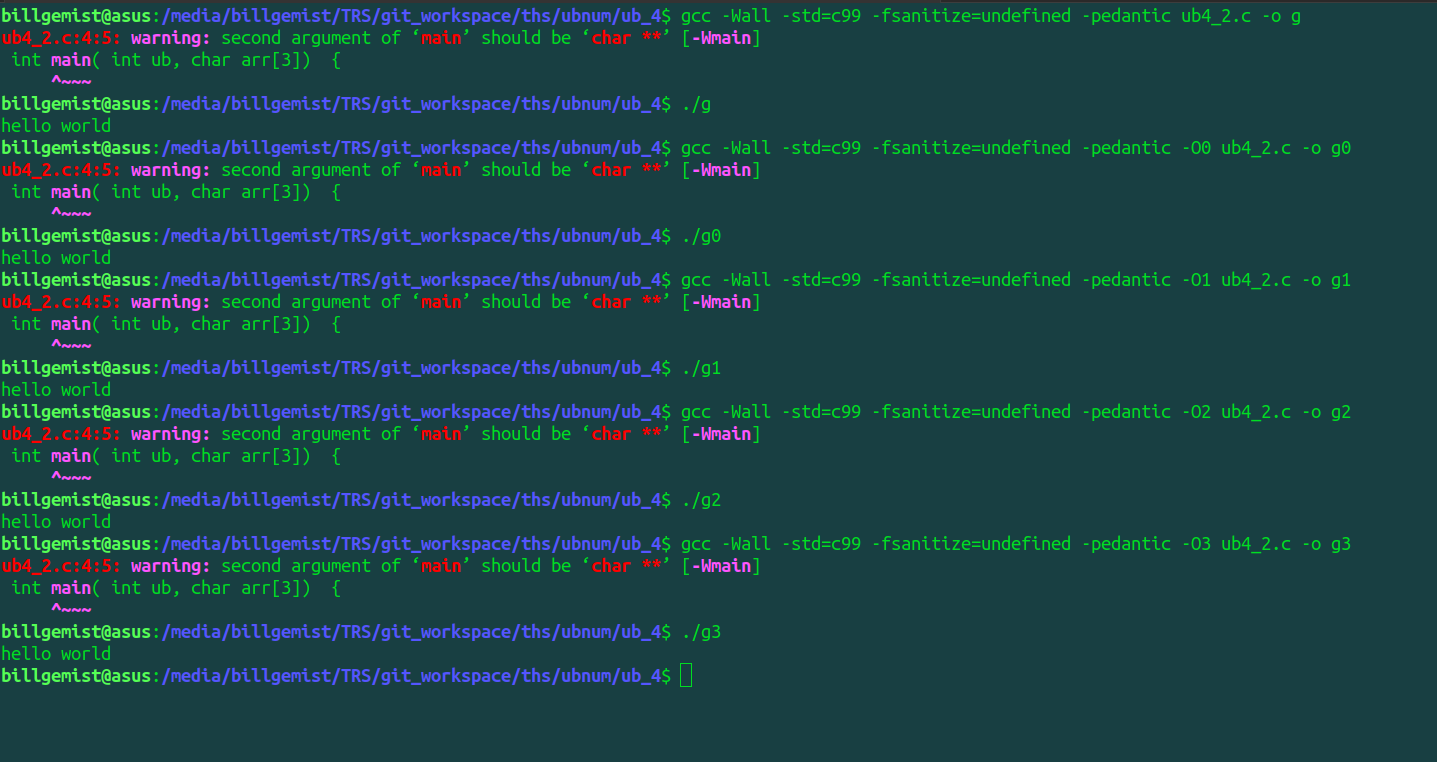 billgemist@asus:/media/billgemist/TRS/git_workspace/ths/ubnum/ub_4$ gcc -Wall -std=c99 -fsanitize=undefined -pedantic ub4_2.c -o g
ub4_2.c:4:5: warning: second argument of ‘main’ should be ‘char **’ [-Wmain]
 int main( int ub, char arr[3])  {
     ^~~~
billgemist@asus:/media/billgemist/TRS/git_workspace/ths/ubnum/ub_4$ ./g
hello world
billgemist@asus:/media/billgemist/TRS/git_workspace/ths/ubnum/ub_4$ gcc -Wall -std=c99 -fsanitize=undefined -pedantic -O0 ub4_2.c -o g0
ub4_2.c:4:5: warning: second argument of ‘main’ should be ‘char **’ [-Wmain]
 int main( int ub, char arr[3])  {
     ^~~~
billgemist@asus:/media/billgemist/TRS/git_workspace/ths/ubnum/ub_4$ ./g0
hello world
billgemist@asus:/media/billgemist/TRS/git_workspace/ths/ubnum/ub_4$ gcc -Wall -std=c99 -fsanitize=undefined -pedantic -O1 ub4_2.c -o g1
ub4_2.c:4:5: warning: second argument of ‘main’ should be ‘char **’ [-Wmain]
 int main( int ub, char arr[3])  {
     ^~~~
billgemist@asus:/media/billgemist/TRS/git_workspace/ths/ubnum/ub_4$ ./g1
hello world
billgemist@asus:/media/billgemist/TRS/git_workspace/ths/ubnum/ub_4$ gcc -Wall -std=c99 -fsanitize=undefined -pedantic -O2 ub4_2.c -o g2
ub4_2.c:4:5: warning: second argument of ‘main’ should be ‘char **’ [-Wmain]
 int main( int ub, char arr[3])  {
     ^~~~
billgemist@asus:/media/billgemist/TRS/git_workspace/ths/ubnum/ub_4$ ./g2
hello world
billgemist@asus:/media/billgemist/TRS/git_workspace/ths/ubnum/ub_4$ gcc -Wall -std=c99 -fsanitize=undefined -pedantic -O3 ub4_2.c -o g3
ub4_2.c:4:5: warning: second argument of ‘main’ should be ‘char **’ [-Wmain]
 int main( int ub, char arr[3])  {
     ^~~~
billgemist@asus:/media/billgemist/TRS/git_workspace/ths/ubnum/ub_4$ ./g3
hello world
billgemist@asus:/media/billgemist/TRS/git_workspace/ths/ubnum/ub_4$